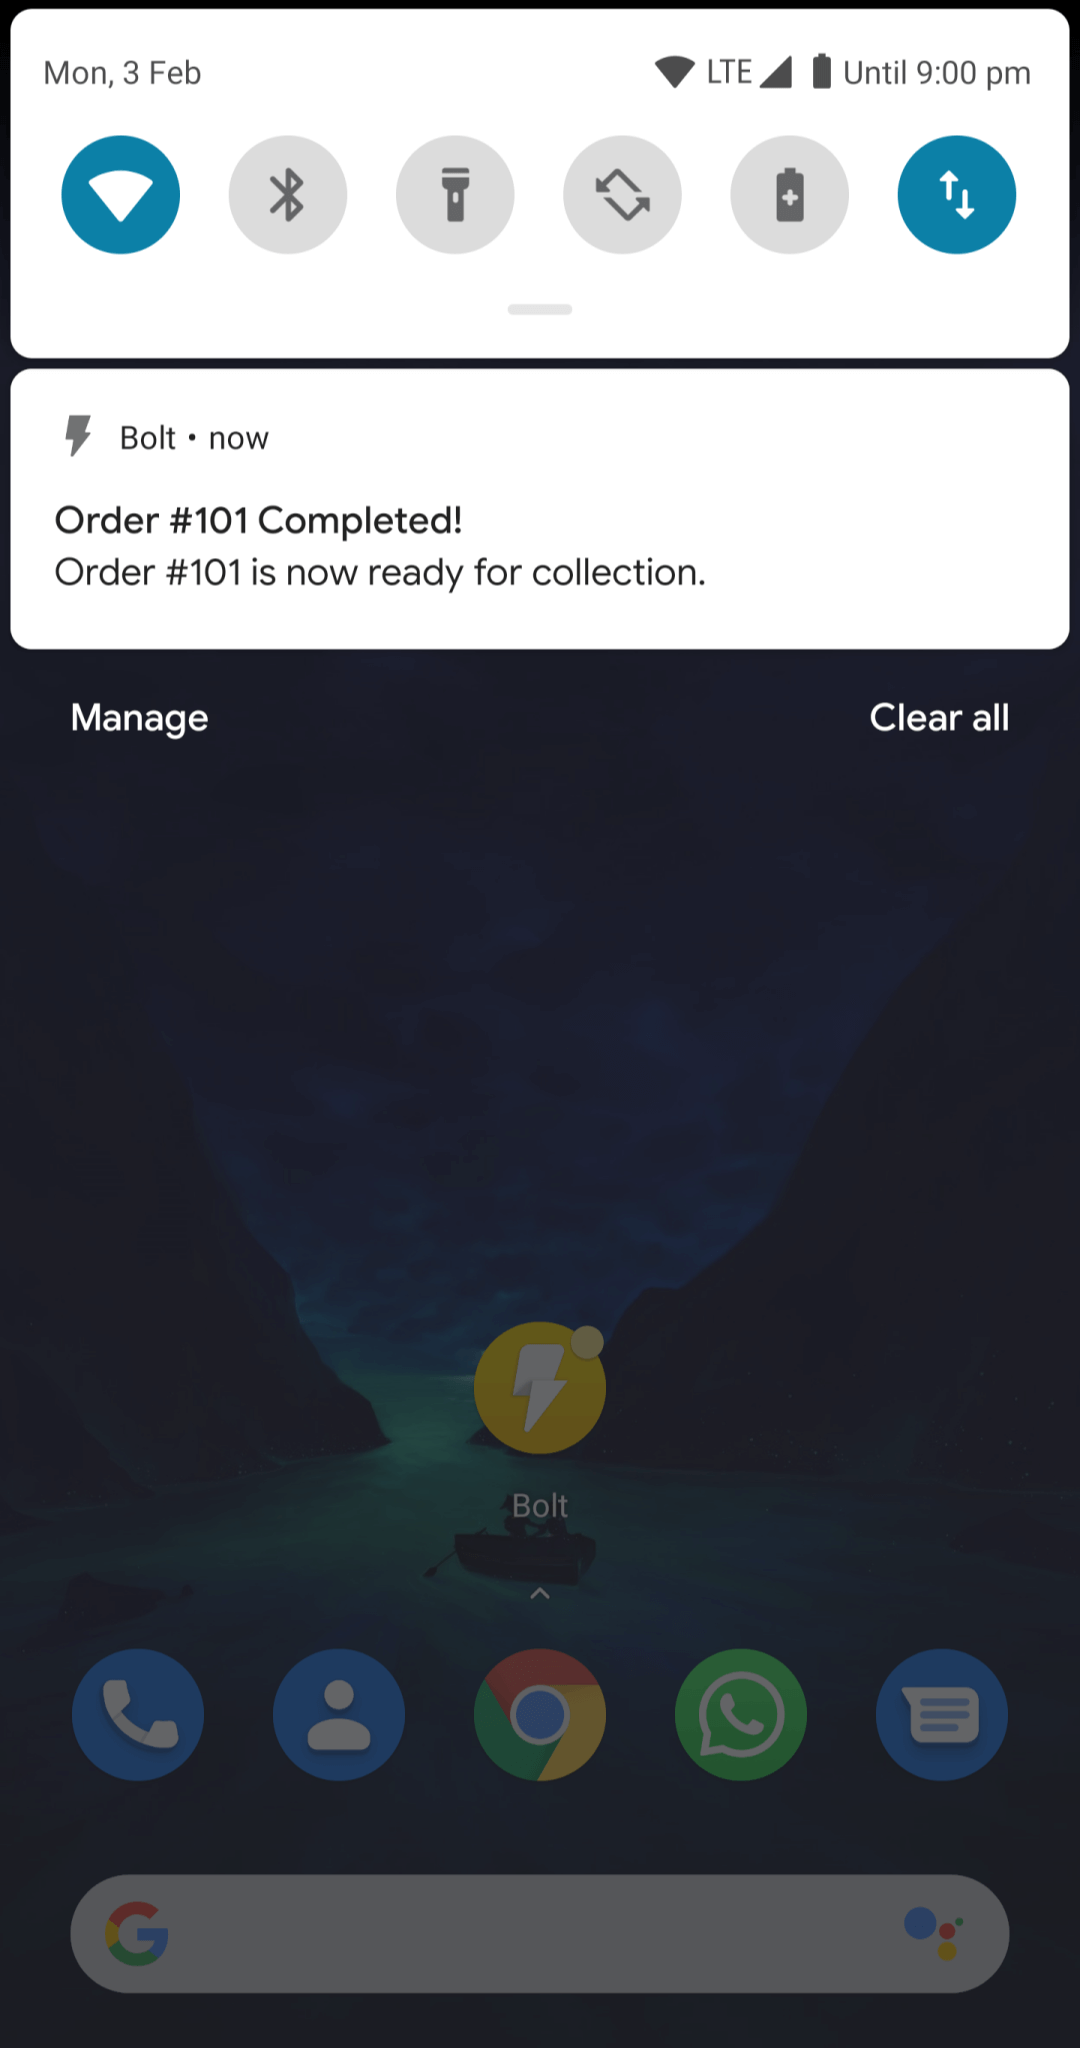 Mon, 3 Feb LTE Until 9:00 pm
Bolt • now
Order #101 Completed!
Order #101 is now ready for collection.
Manage Clear all
Bolt